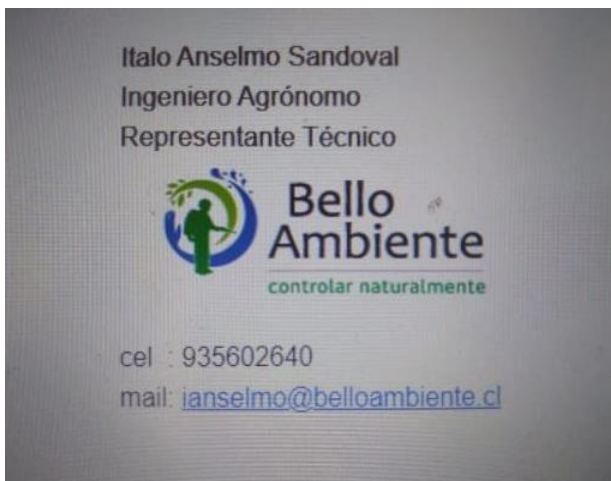 Italo Anselmo Sandoval
Ingeniero Agrónomo
Representante Técnico
Bello
Ambiente
controlar naturalmente
cel : 935602640
mail: ianselmo@belloambiente.cl